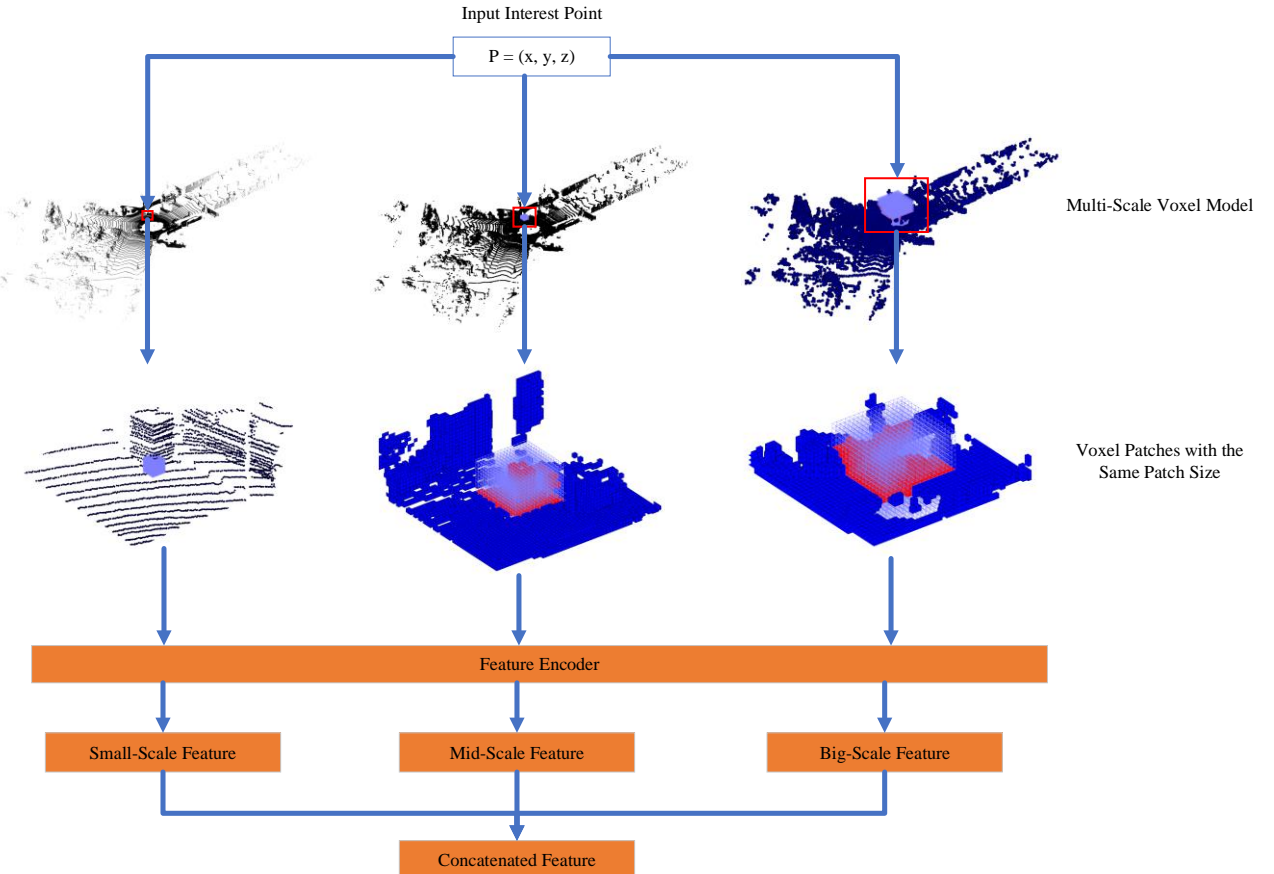 Input Interest Point
P = (x, y, z)
Multi-Scale Voxel Model
Voxel Patches with the
Same Patch Size
Feature Encoder
Small-Scale Feature
Mid-Scale Feature
Big-Scale Feature
Concatenated Feature